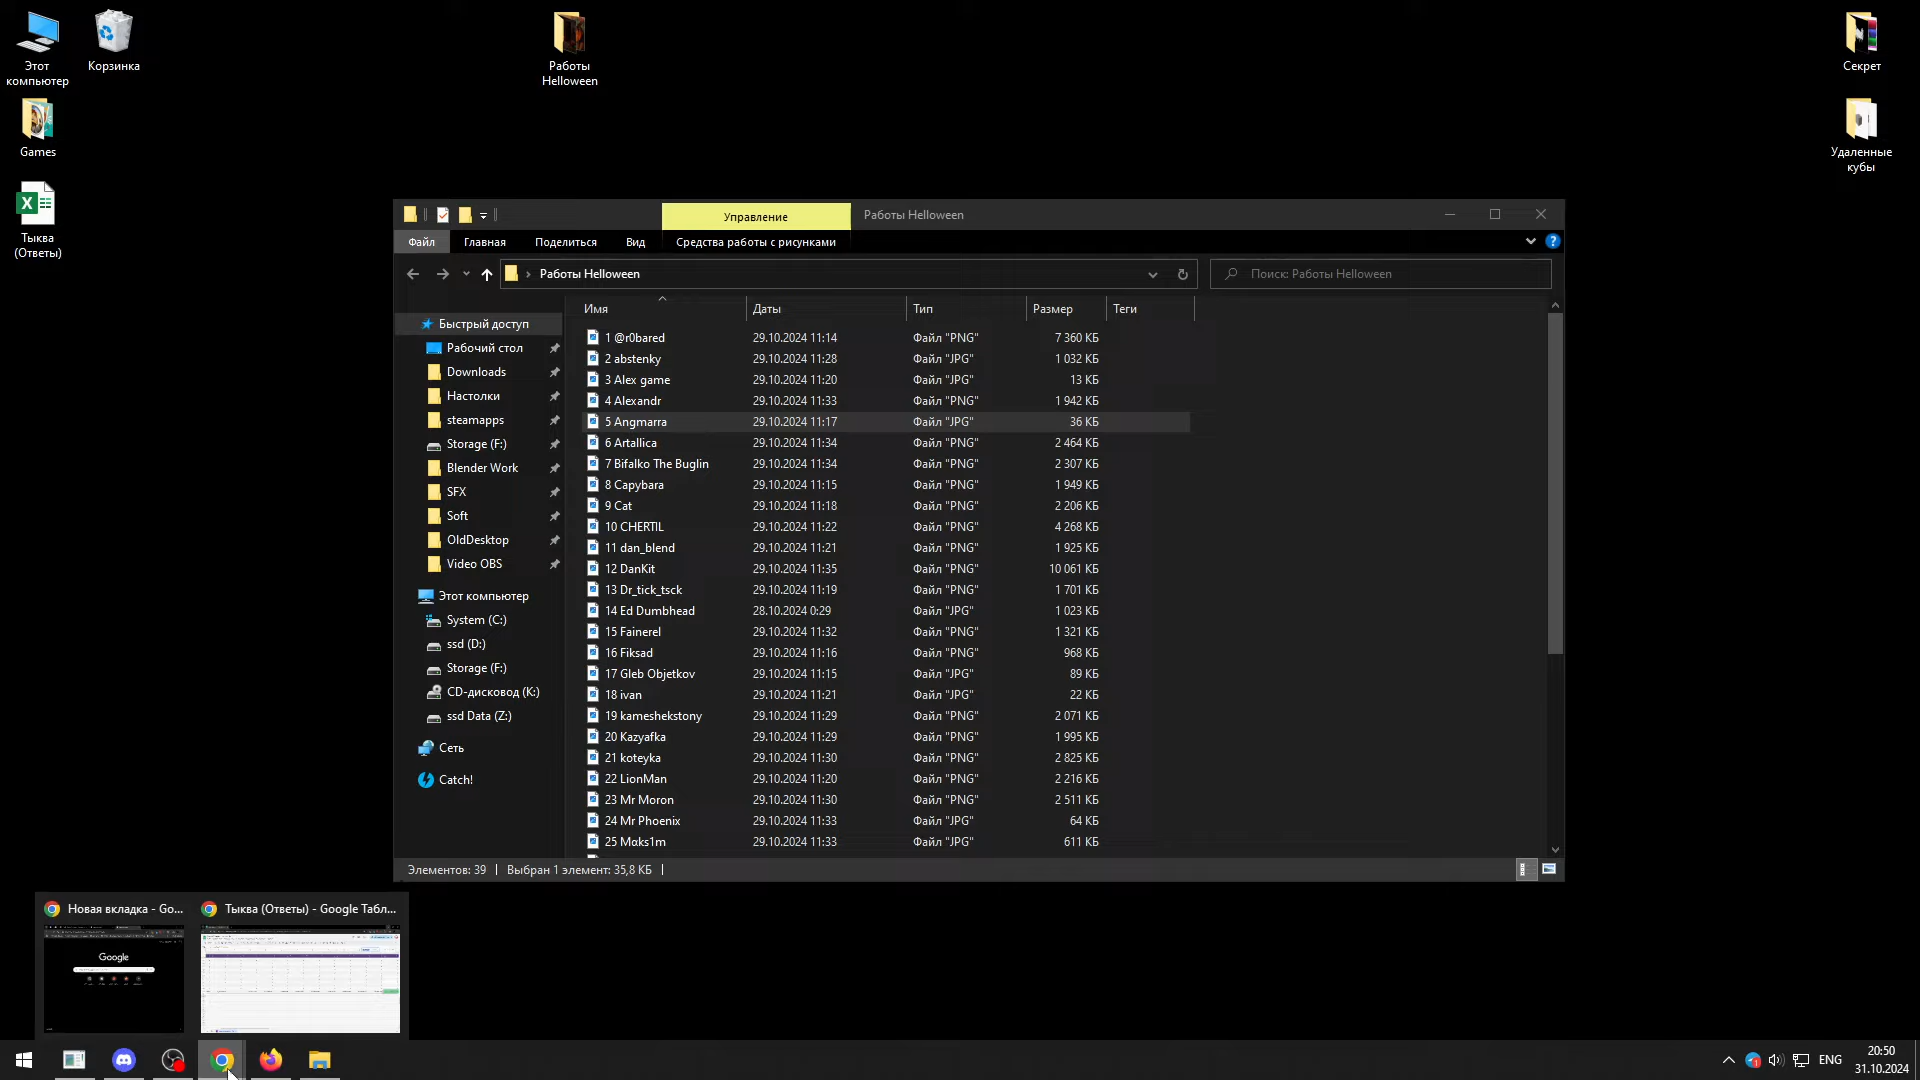 Этот
компьютер
Корзинка
Games
Тыква
(Ответы)
Работы
Helloween
Секрет
Удаленные
кубы
Управление
Работы Helloween
Файл
Главная
Поделиться
Вид
Средства работы с рисунками
Работы Helloween
Поиск: Работы Helloween
Быстрый доступ
Рабочий стол
Downloads
Настолки
steamapps
Storage (F:)
Blender Work
SFX
Soft
OldDesktop
Video OBS
Этот компьютер
System (C:)
ssd (D:)
Storage (F:)
CD-дисковод (K:)
ssd Data (Z:)
Сеть
Catch!
Имя Даты Тип Размер Теги
1 @r0bared 29.10.2024 11:14 Файл "PNG" 7 360 КБ
2 abstenky 29.10.2024 11:28 Файл "JPG" 1 032 КБ
3 Alex game 29.10.2024 11:20 Файл "JPG" 13 КБ
4 Alexandr 29.10.2024 11:33 Файл "PNG" 1 942 КБ
5 Angmarra 29.10.2024 11:17 Файл "JPG" 36 КБ
6 Artallica 29.10.2024 11:34 Файл "PNG" 2 464 КБ
7 Bifalko The Buglin 29.10.2024 11:34 Файл "PNG" 2 307 КБ
8 Capybara 29.10.2024 11:15 Файл "PNG" 1 949 КБ
9 Cat 29.10.2024 11:18 Файл "PNG" 2 206 КБ
10 CHERTIL 29.10.2024 11:22 Файл "PNG" 4 268 КБ
11 dan_blend 29.10.2024 11:21 Файл "PNG" 1 925 КБ
12 DanKit 29.10.2024 11:35 Файл "PNG" 10 061 КБ
13 Dr_tick_tsck 29.10.2024 11:19 Файл "PNG" 1 701 КБ
14 Ed Dumbhead 28.10.2024 0:29 Файл "JPG" 1 023 КБ
15 Fainerel 29.10.2024 11:32 Файл "PNG" 1 321 КБ
16 Fiksad 29.10.2024 11:16 Файл "PNG" 968 КБ
17 Gleb Objetkov 29.10.2024 11:15 Файл "JPG" 89 КБ
18 ivan 29.10.2024 11:21 Файл "JPG" 22 КБ
19 kameshekstony 29.10.2024 11:29 Файл "PNG" 2 071 КБ
20 Kazyafka 29.10.2024 11:29 Файл "PNG" 1 995 КБ
21 koteyka 29.10.2024 11:30 Файл "PNG" 2 825 КБ
22 LionMan 29.10.2024 11:20 Файл "PNG" 2 216 КБ
23 Mr Moron 29.10.2024 11:30 Файл "PNG" 2 511 КБ
24 Mr Phoenix 29.10.2024 11:33 Файл "JPG" 64 КБ
25 Mαks1m 29.10.2024 11:33 Файл "JPG" 611 КБ
Элементов: 39
Выбран 1 элемент: 35,8 КБ
Новая вкладка - Go...
Тыква (Ответы) - Google Табл...
Google
ENG
20:50
31.10.2024